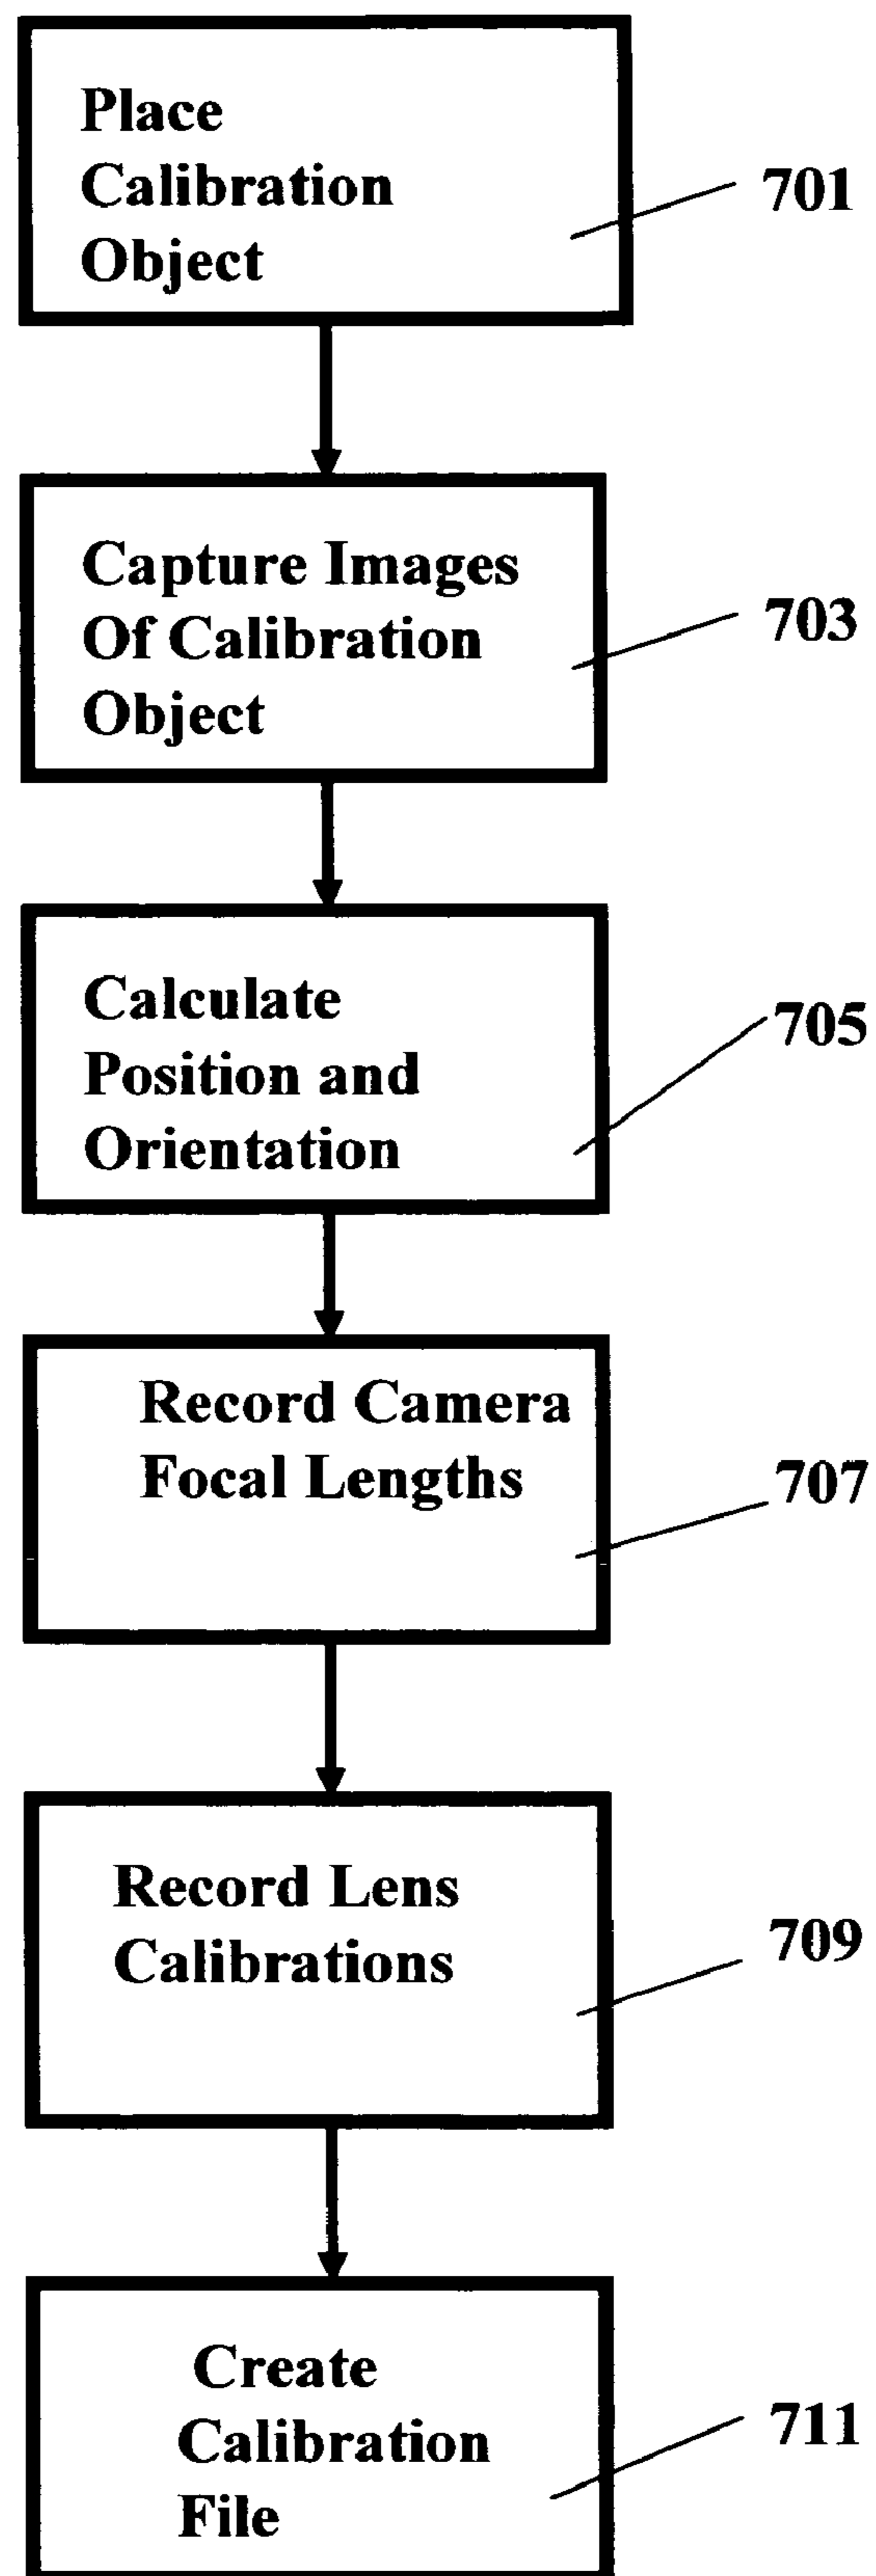 Place
Calibration
Object
701
Capture Images
Of Calibration
Object
703
Calculate
Position and
Orientation
705
Record Camera
Focal Lengths
707
Record Lens
Calibrations
709
Create
Calibration
File
711